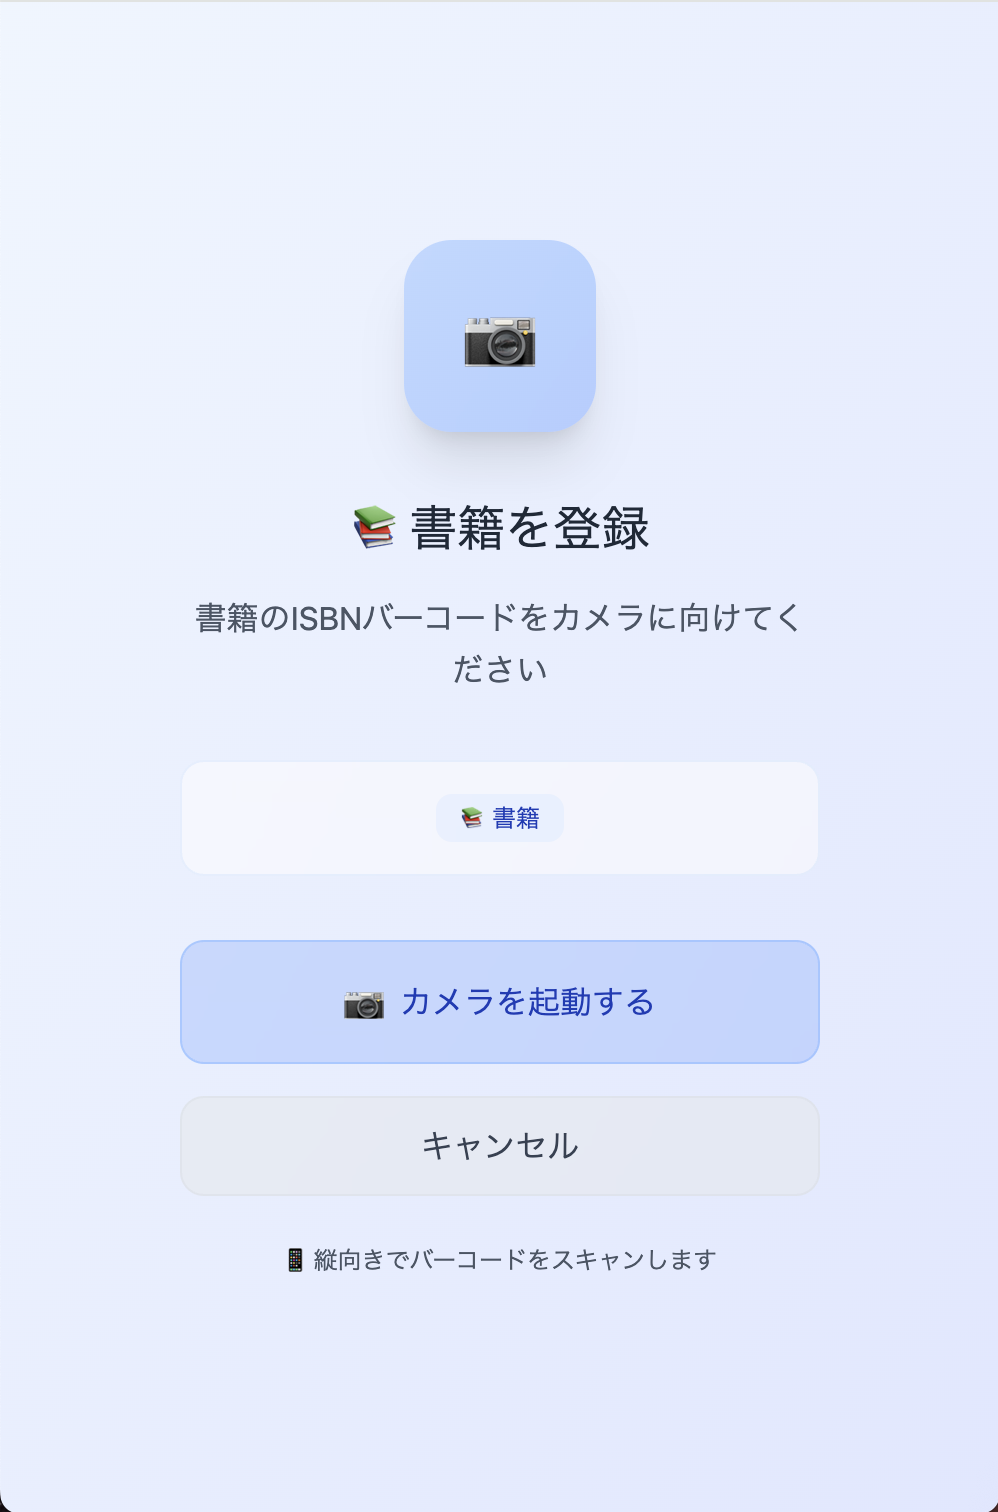 📚 書籍を登録
書籍のISBNバーコードをカメラに向けてく
ださい
📚 書籍
📷 カメラを起動する
キャンセル
📱 縦向きでバーコードをスキャンします